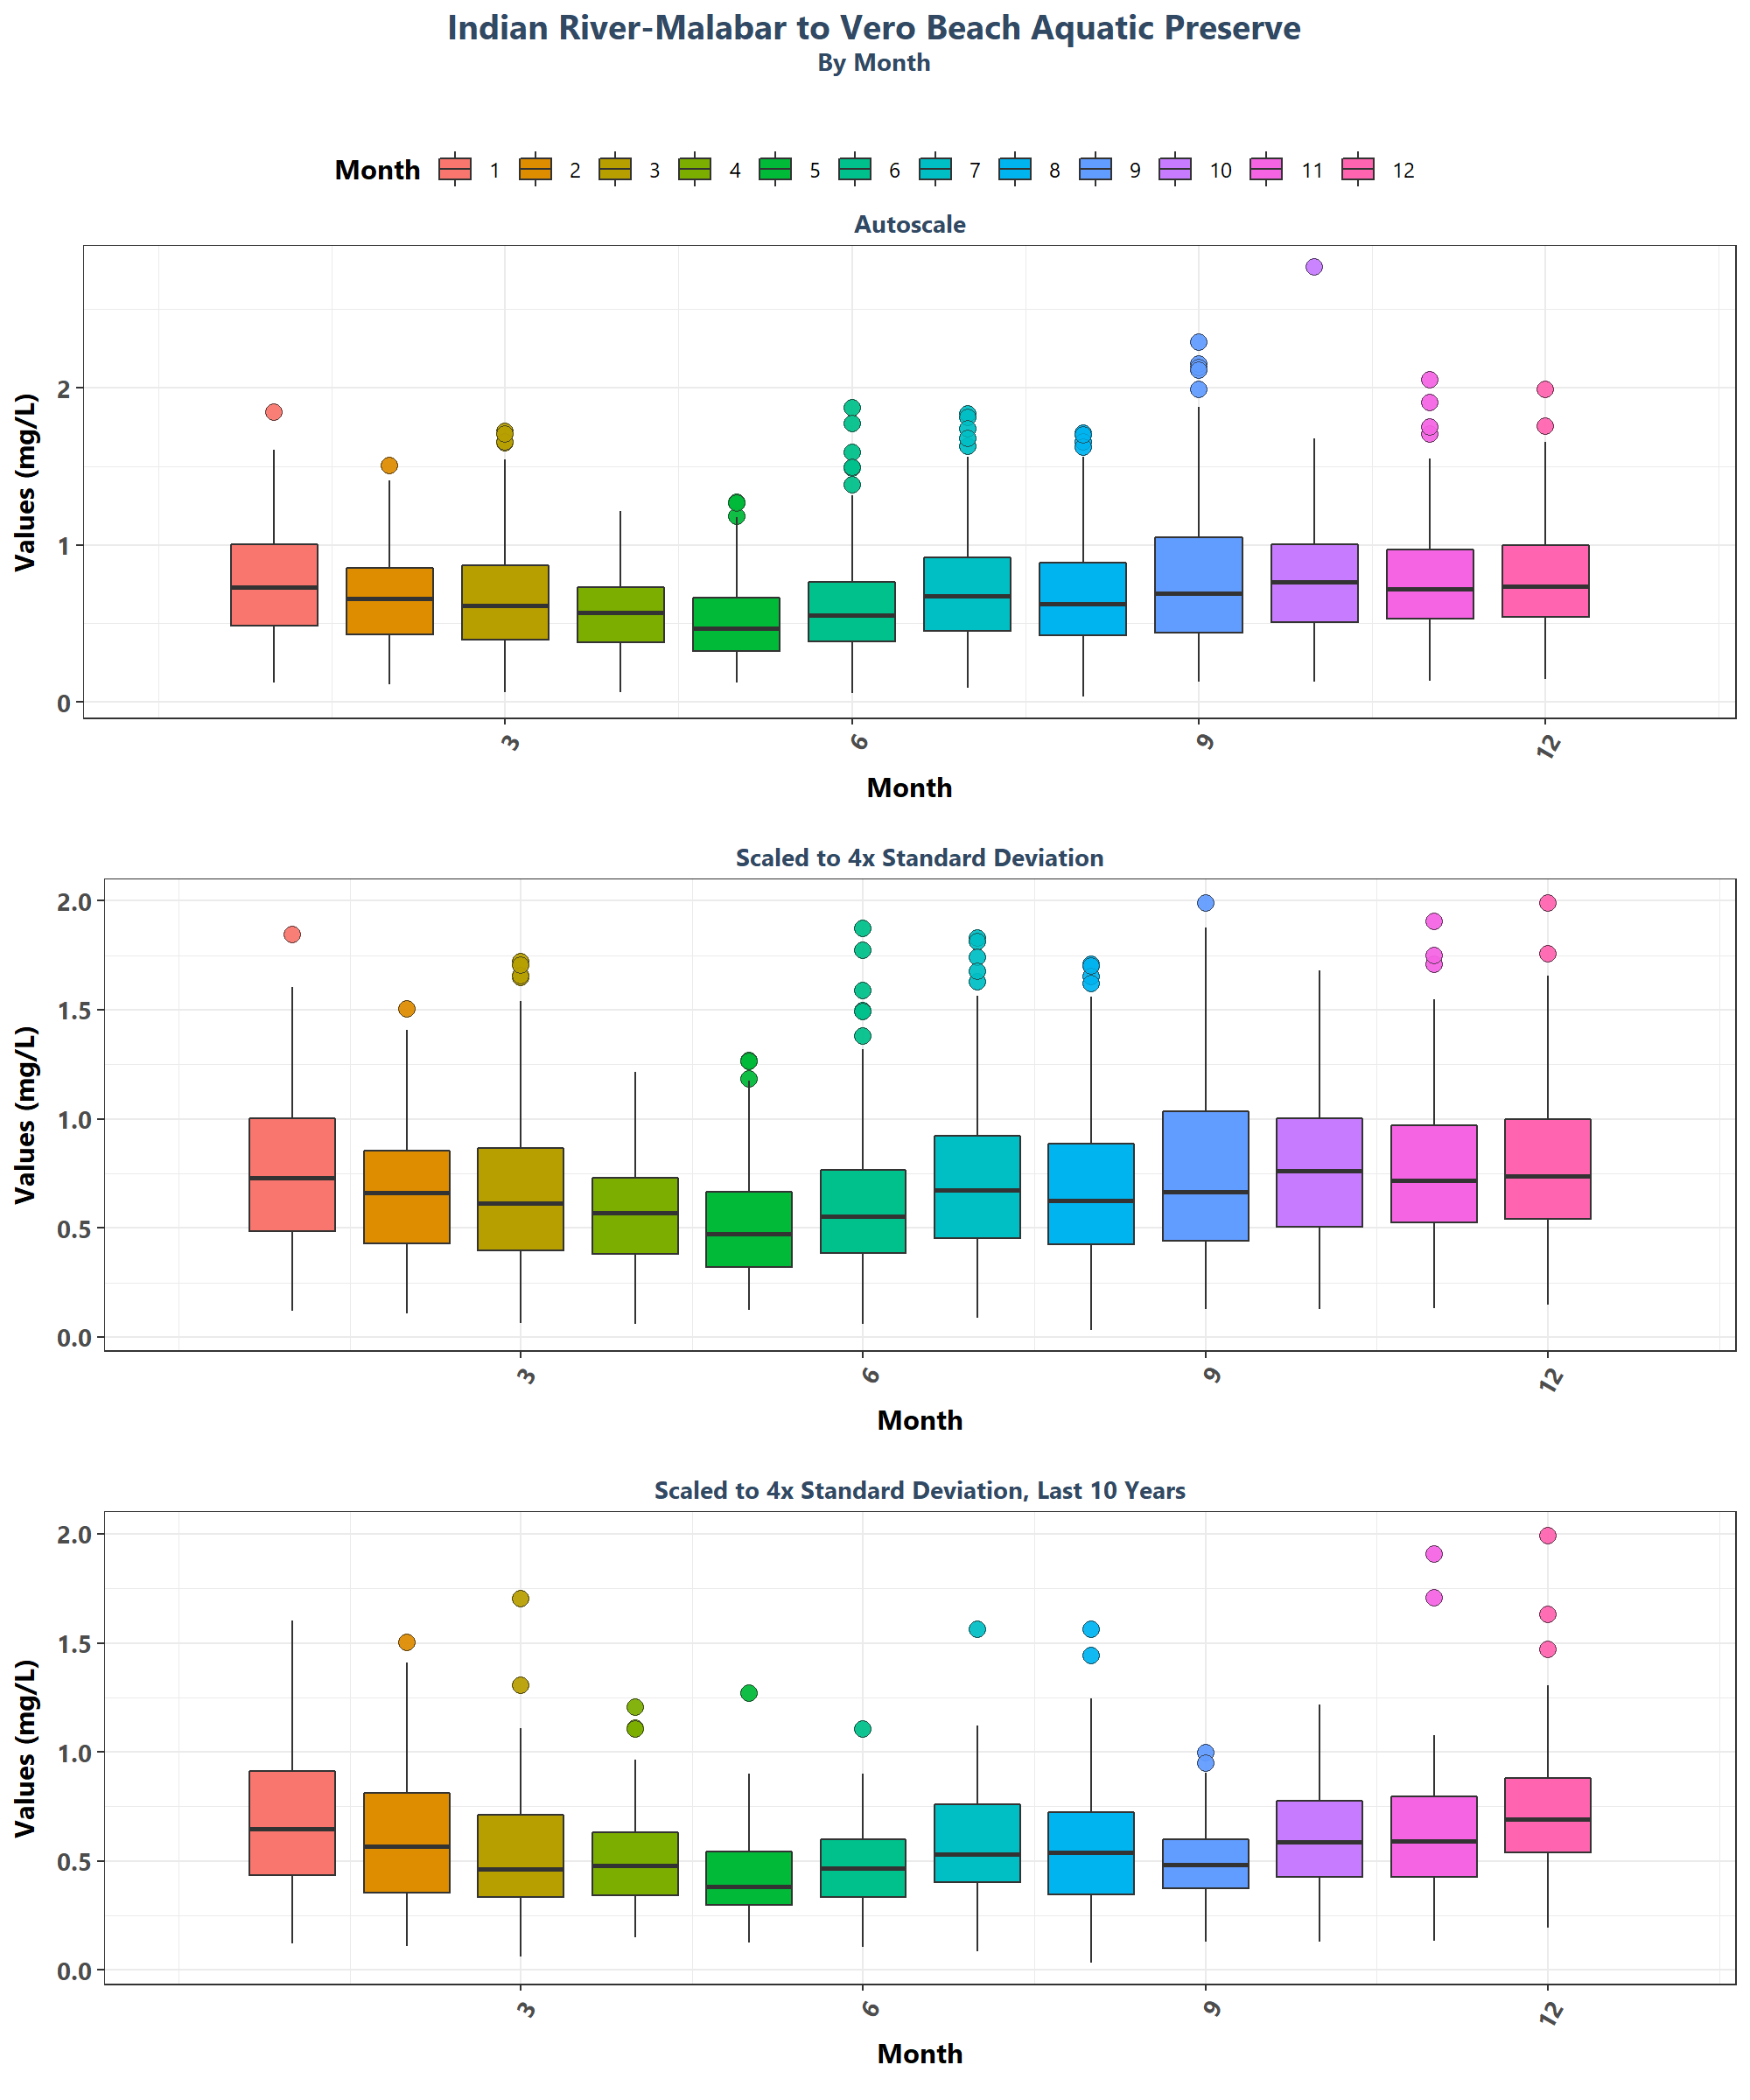 Indian River-Malabar to Vero Beach Aquatic Preserve
By Month
Month 1 2 3 4 5 6 7 8 9 10 11 12
Autoscale
Values (mg/L)
2
1
0
3 6 9 12
Month
Scaled to 4x Standard Deviation
Values (mg/L)
2.0
1.5
1.0
0.5
0.0
3 6 9 12
Month
Scaled to 4x Standard Deviation, Last 10 Years
Values (mg/L)
2.0
1.5
1.0
0.5
0.0
3 6 9 12
Month